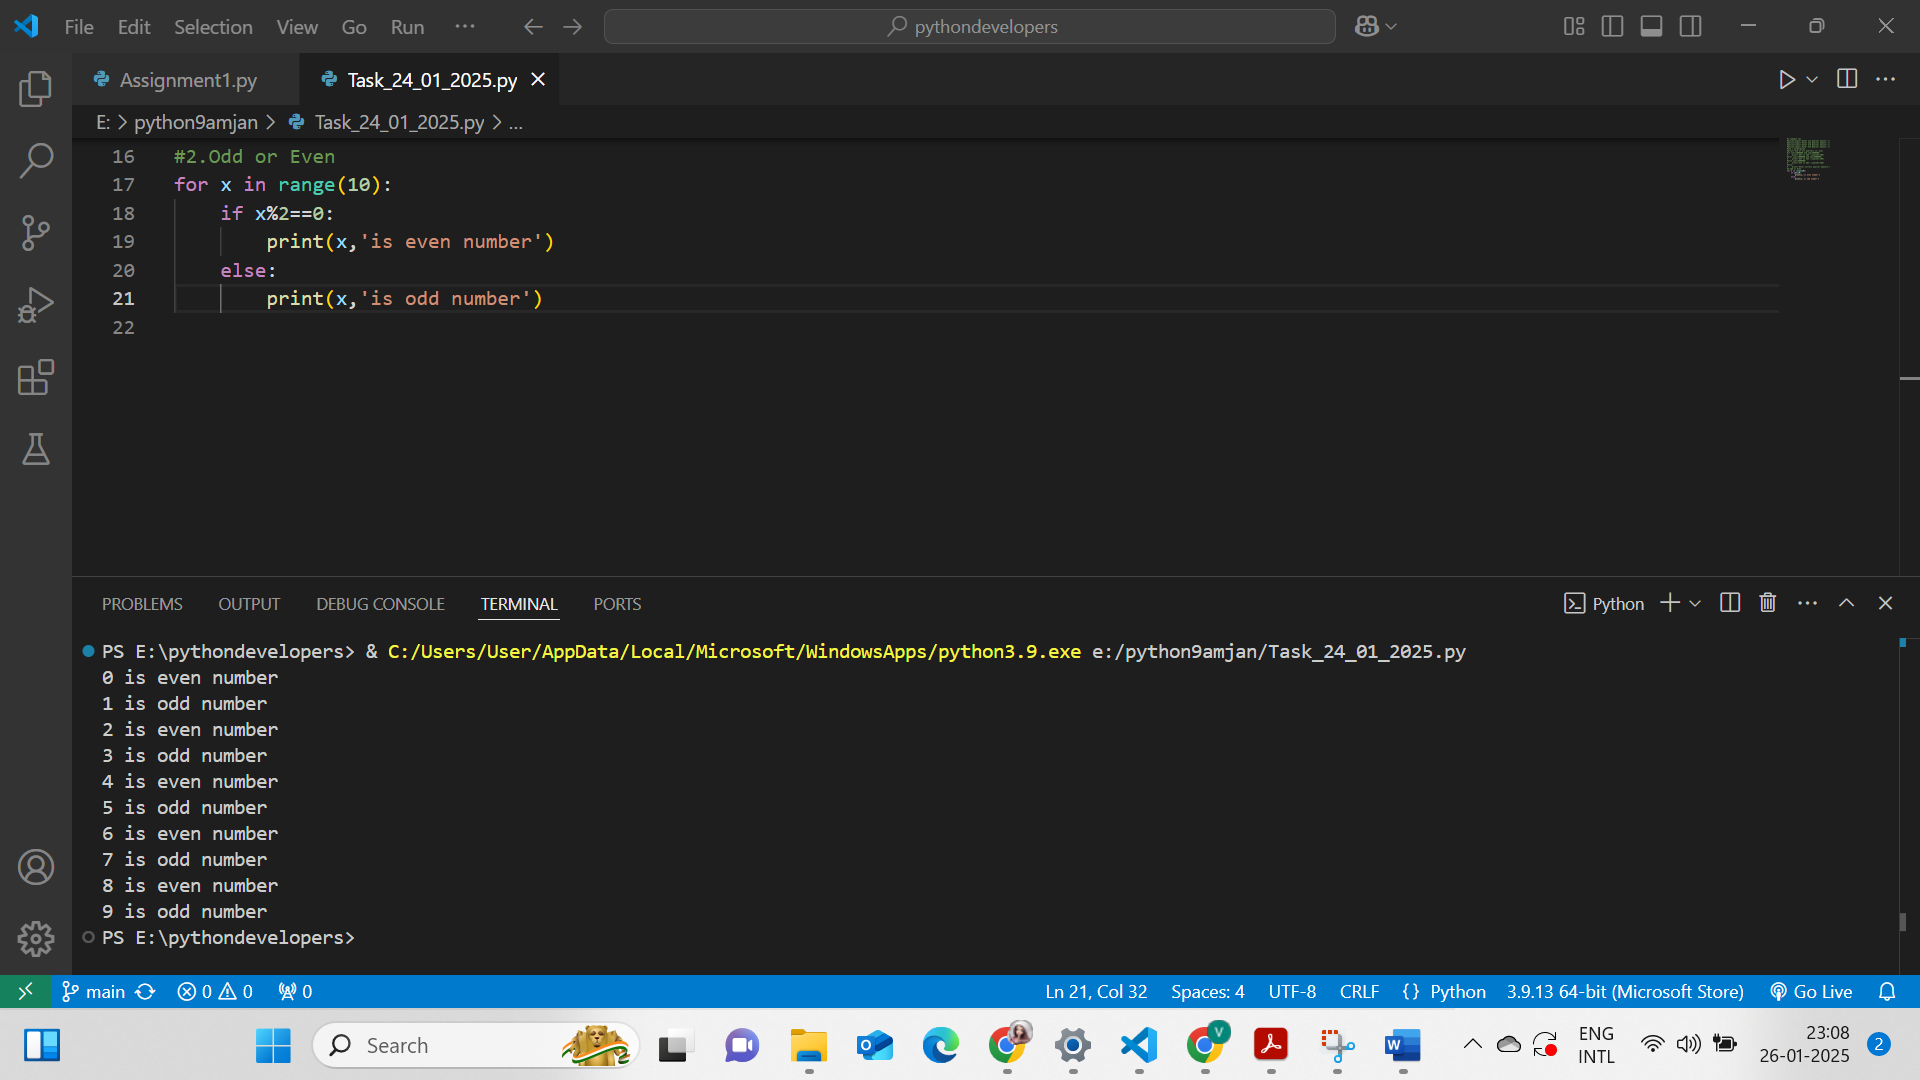 File Edit Selection View Go Run ... pythondevelopers
Assignment1.py Task_24_01_2025.py
E: > python9amjan > Task_24_01_2025.py > ...
16 #2.Odd or Even
17 for x in range(10):
18 if x%2==0:
19 print(x,'is even number')
20 else:
21 print(x,'is odd number')
22
PROBLEMS OUTPUT DEBUG CONSOLE TERMINAL PORTS Python
PS E:\pythondevelopers> & C:/Users/User/AppData/Local/Microsoft/WindowsApps/python3.9.exe e:/python9amjan/Task_24_01_2025.py
0 is even number
1 is odd number
2 is even number
3 is odd number
4 is even number
5 is odd number
6 is even number
7 is odd number
8 is even number
9 is odd number
PS E:\pythondevelopers>
main 0 0 0 Ln 21, Col 32 Spaces: 4 UTF-8 CRLF {} Python 3.9.13 64-bit (Microsoft Store) Go Live
Search V ENG 23:08
INTL 26-01-2025 2